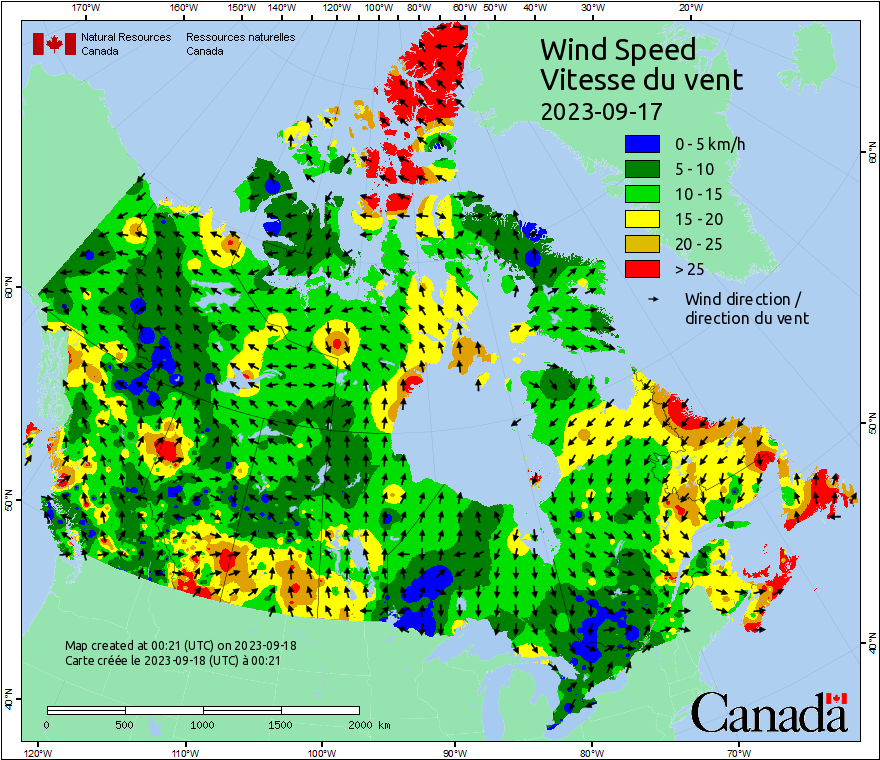 170°W 160°W 150°W 140°W 120°W 100°W 80°W 60°W 50°W 40°W 30°W 20°W
Natural Resources Ressources naturelles
Canada Canada
Wind Speed
Vitesse du vent
2023-09-17
0 - 5 km/h
5 - 10
10 - 15
15 - 20
20 - 25
> 25
Wind direction /
direction du vent
60°N
50°N
40°N
60°N
50°N
40°N
Map created at 00:21 (UTC) on 2023-09-18
Carte créée le 2023-09-18 (UTC) à 00:21
0 500 1000 1500 2000 km
Canada
120°W 110°W 100°W 90°W 80°W 70°W